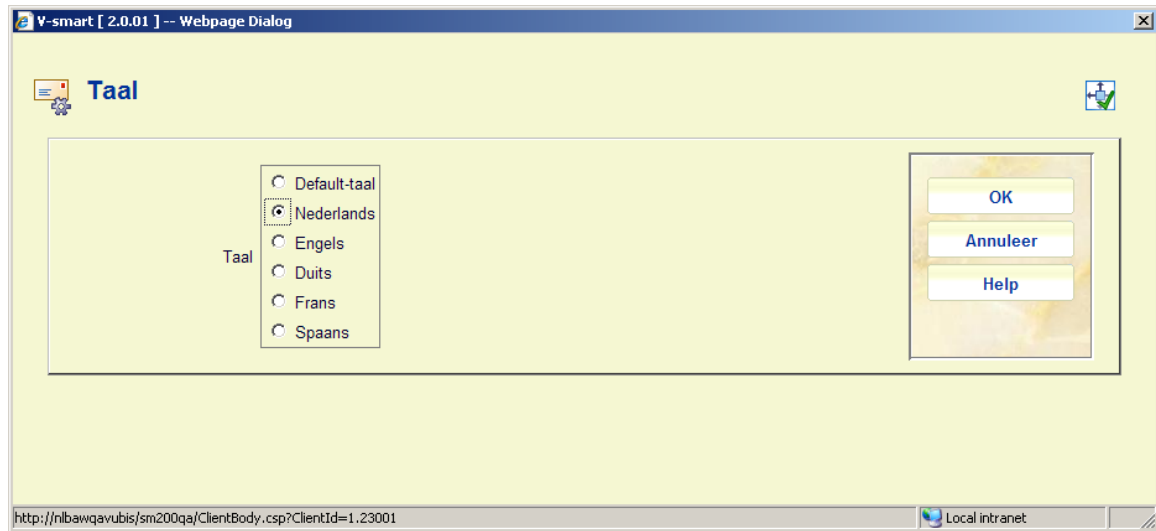 V-smart [ 2.0.01 ] -- Webpage Dialog
Taal
Default-taal
Nederlands
Engels
Taal
Duits
Frans
Spaans
OK
Annuleer
Help
http://nlbawqavubis/sm200qa/ClientBody.csp?ClientId=1.23001
Local intranet